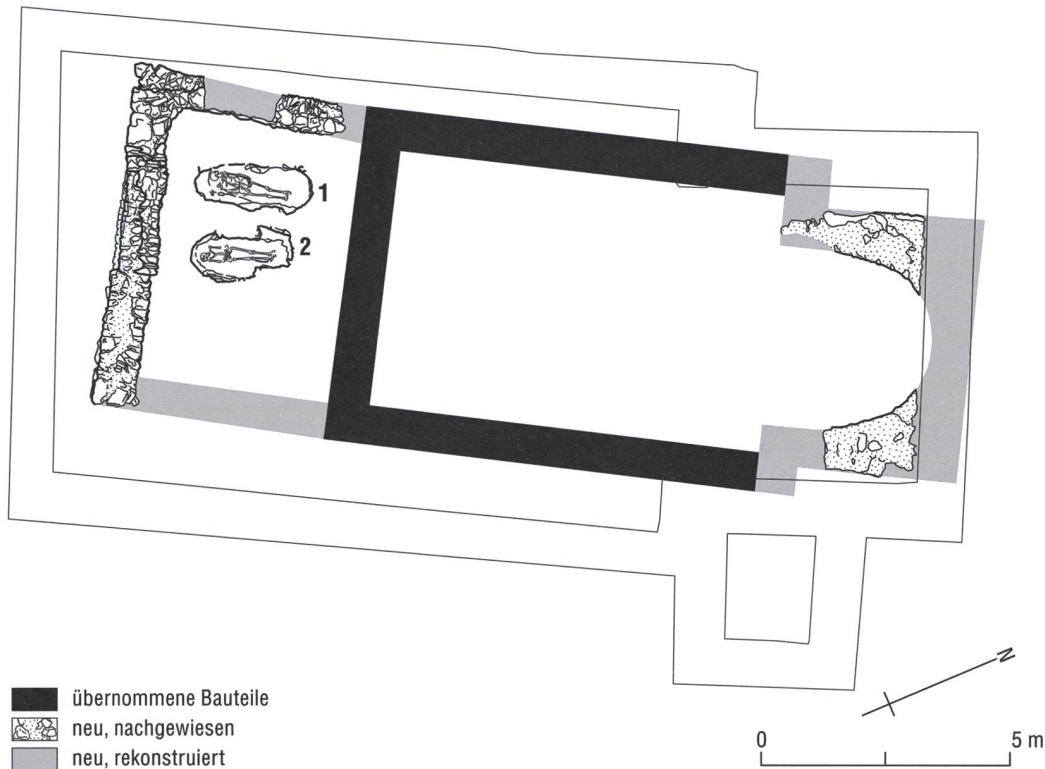 1
2
übernommene Bauteile
neu, nachgewiesen
neu, rekonstruiert
N
0 5 m